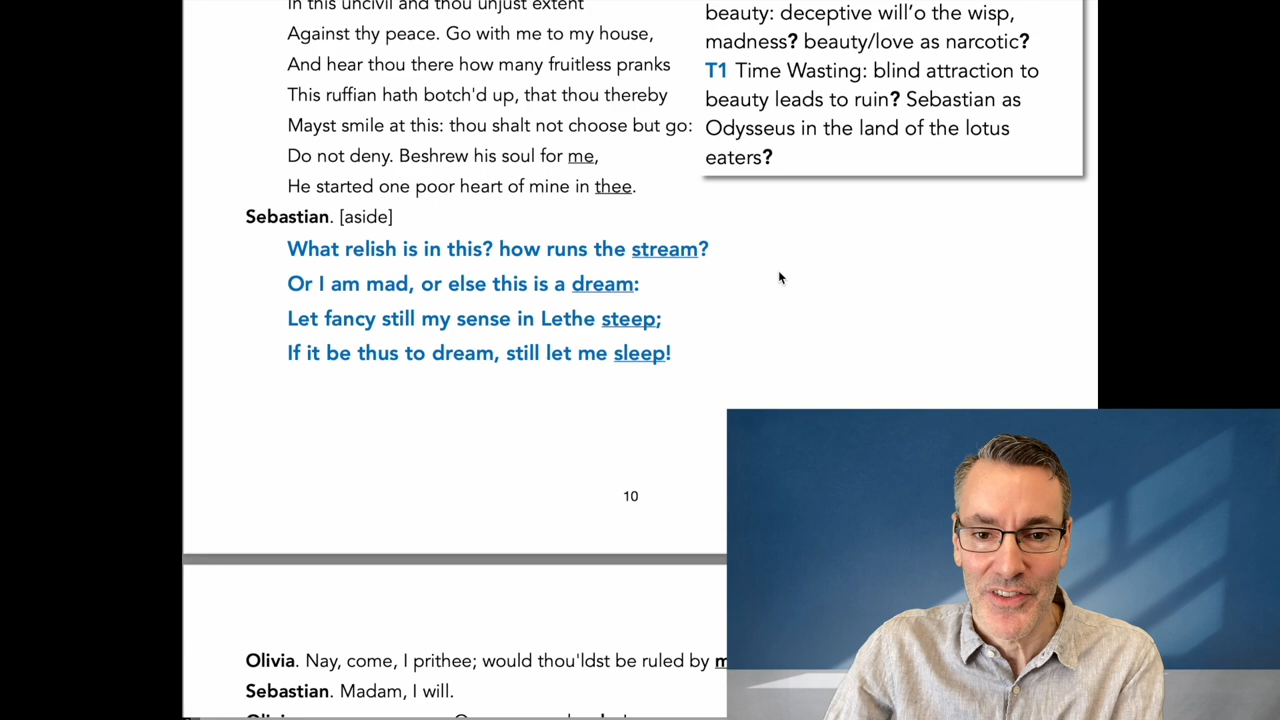 In this uncivil and thou unjust extent
Against thy peace. Go with me to my house,
And hear thou there how many fruitless pranks
This ruffian hath botch'd up, that thou thereby
Mayst smile at this: thou shalt not choose but go:
Do not deny. Beshrew his soul for me,
He started one poor heart of mine in thee.
Sebastian. [aside]
What relish is in this? how runs the stream?
Or I am mad, or else this is a dream:
Let fancy still my sense in Lethe steep;
If it be thus to dream, still let me sleep!
beauty: deceptive will’o the wisp,
madness? beauty/love as narcotic?
T1 Time Wasting: blind attraction to
beauty leads to ruin? Sebastian as
Odysseus in the land of the lotus
eaters?
10
Olivia. Nay, come, I prithee; would thou'ldst be ruled by
Sebastian. Madam, I will.